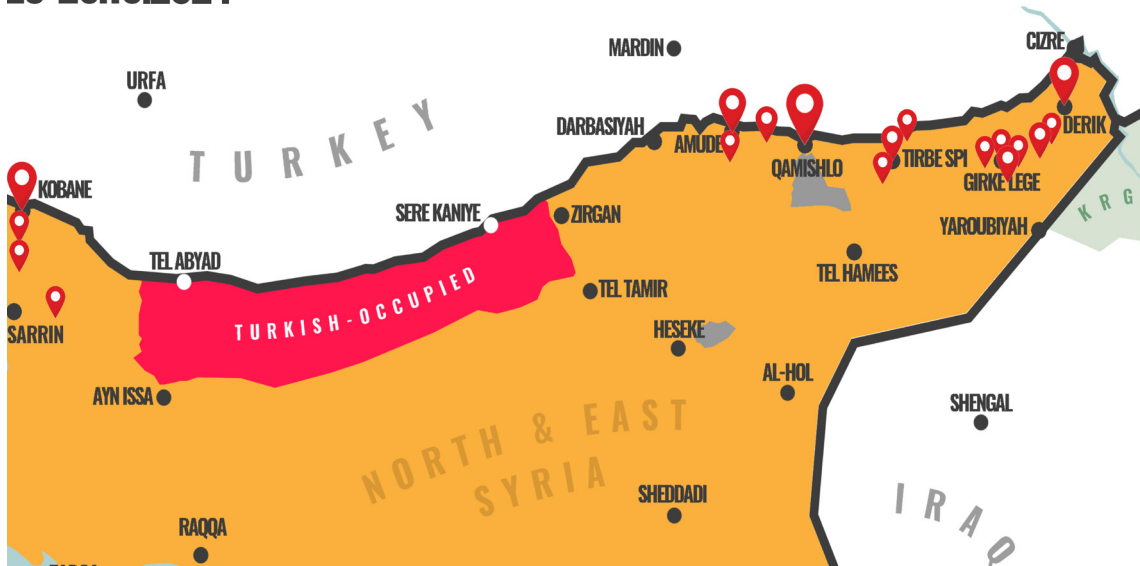 CIZRE
MARDIN
URFA
TURKEY
DARBASIYAH
AMUDE
DERIK
QAMISHLO
TIRBE SPI
GIRKE LEGE
KOBANE
KRG
SERE KANIYE
ZIRGAN
YAROUBIYAH
TEL ABYAD
TEL HAMEES
TURKISH-OCCUPIED
TEL TAMIR
SARRIN
HESEKE
AL-HOL
AYN ISSA
SHENGAL
NORTH & EAST
SYRIA
SHEDDADI
IRAQ
RAQQA